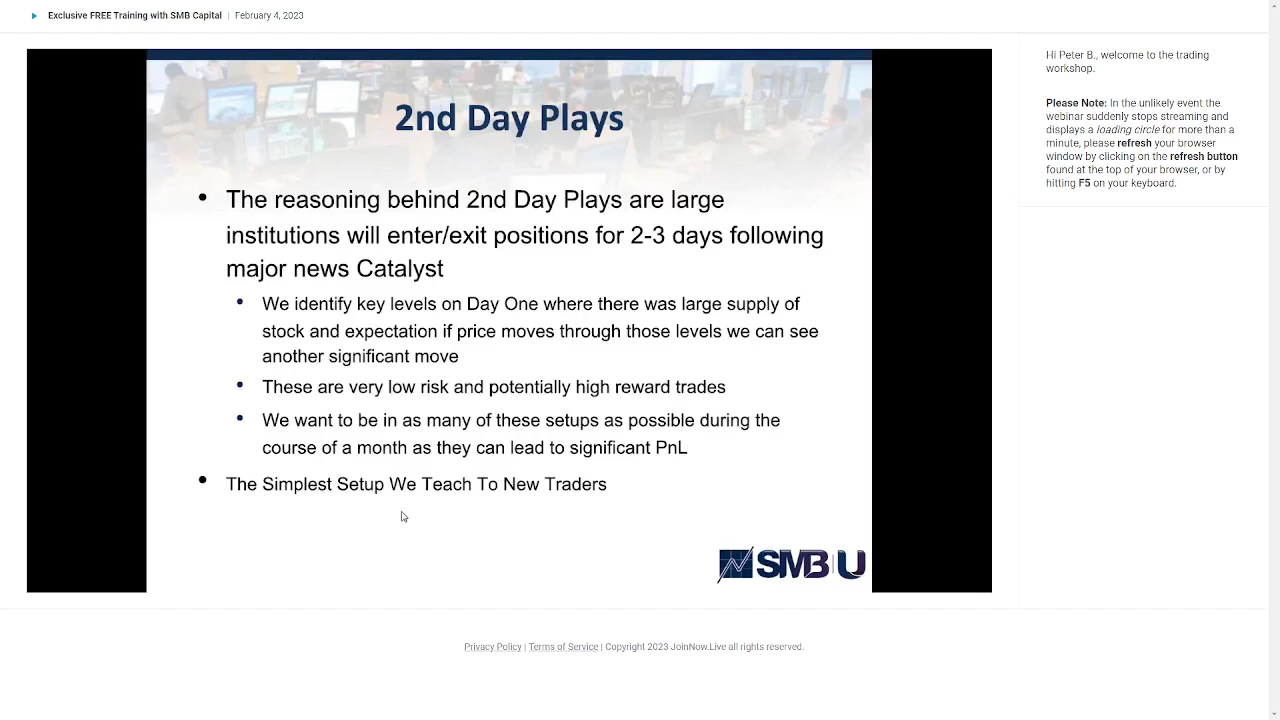 Exclusive FREE Training with SMB Capital | February 4, 2023
2nd Day Plays
• The reasoning behind 2nd Day Plays are large
institutions will enter/exit positions for 2-3 days following
major news Catalyst
• We identify key levels on Day One where there was large supply of
stock and expectation if price moves through those levels we can see
another significant move
• These are very low risk and potentially high reward trades
• We want to be in as many of these setups as possible during the
course of a month as they can lead to significant PnL
• The Simplest Setup We Teach To New Traders
SMB U
Hi Peter B., welcome to the trading
workshop.
Please Note: In the unlikely event the
webinar suddenly stops streaming and
displays a loading circle for more than a
minute, please refresh your browser
window by clicking on the refresh button
found at the top of your browser, or by
hitting F5 on your keyboard.
Privacy Policy | Terms of Service | Copyright 2023 JoinNow.Live all rights reserved.